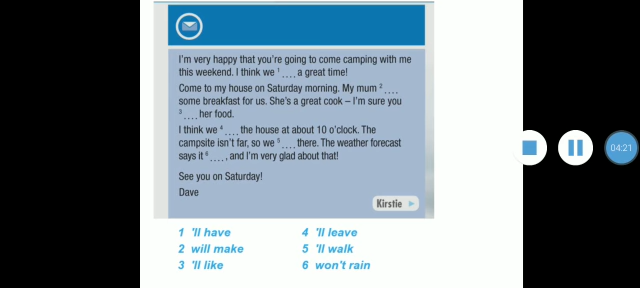 I'm very happy that you're going to come camping with me
this weekend. I think we 1 .... a great time!
Come to my house on Saturday morning. My mum 2 ....
some breakfast for us. She's a great cook – I'm sure you
3 .... her food.
I think we 4 .... the house at about 10 o'clock. The
campsite isn't far, so we 5 .... there. The weather forecast
says it 6 ...., and I'm very glad about that!
See you on Saturday!
Dave
Kirstie
1 'll have
2 will make
3 'll like
4 'll leave
5 'll walk
6 won't rain
04:21